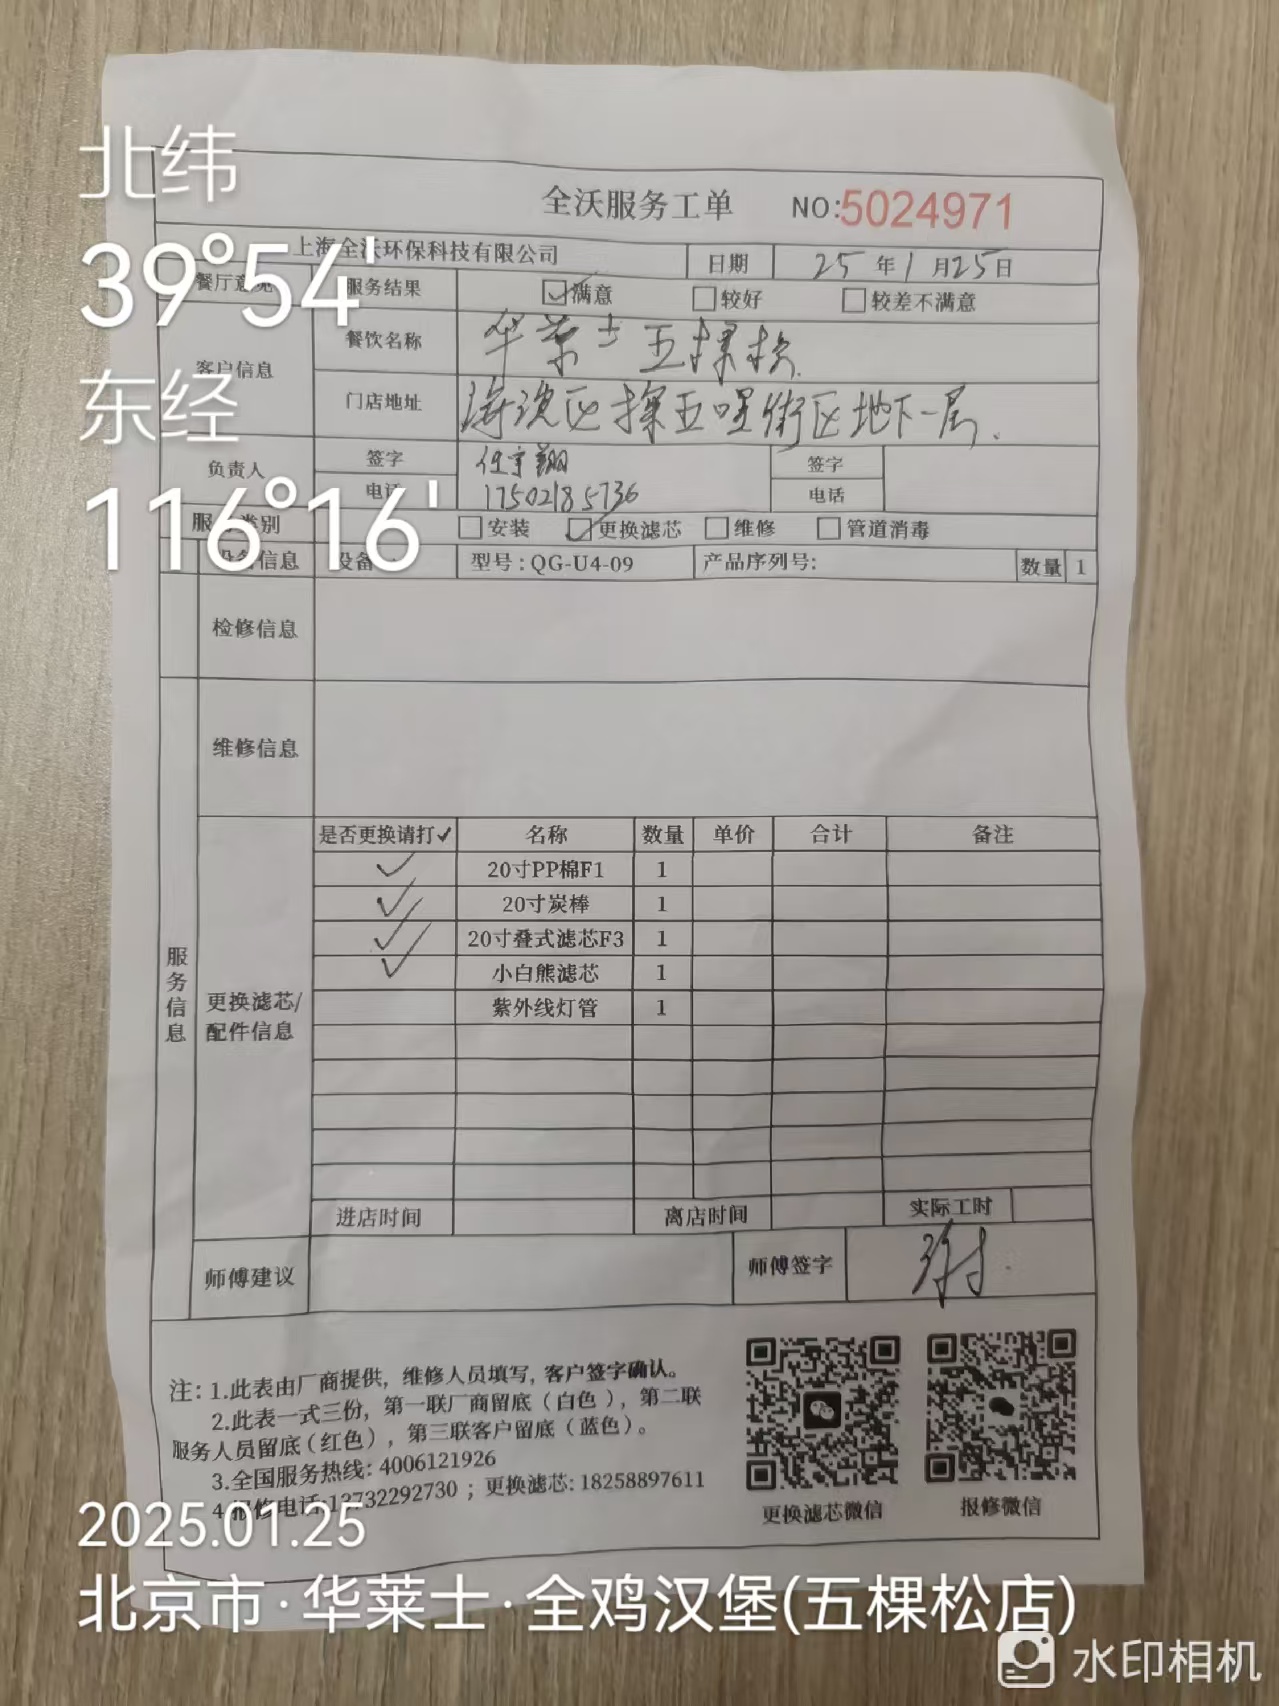 北纬
39°54'
东经
116°16'
全沃服务工单 NO:5024971
上海全沃环保科技有限公司 日期 25年1月25日
餐厅意见 服务结果 满意 较好 较差不满意
客户信息 餐饮名称 华莱士五棵松
门店地址 海淀区 五 街区地下一层
负责人 签字 任宇翔 签字
电话 17502185736 电话
服务类别 安装 更换滤芯 维修 管道消毒
设备信息 设备 型号:QG-U4-09 产品序列号: 数量 1
检修信息
维修信息
服务信息
更换滤芯/
配件信息
是否更换请打✓ 名称 数量 单价 合计 备注
✓ 20寸PP棉F1 1
✓ 20寸炭棒 1
✓ 20寸叠式滤芯F3 1
✓ 小白熊滤芯 1
紫外线灯管 1
进店时间 离店时间 实际工时
师傅建议 师傅签字
注:1.此表由厂商提供，维修人员填写,客户签字确认。
2.此表一式三份，第一联厂商留底(白色)，第二联
服务人员留底(红色)，第三联客户留底(蓝色)。
3.全国服务热线:4006121926
4.报修电话:13732292730；更换滤芯:18258897611
更换滤芯微信 报修微信
2025.01.25
北京市·华莱士·全鸡汉堡(五棵松店)
水印相机